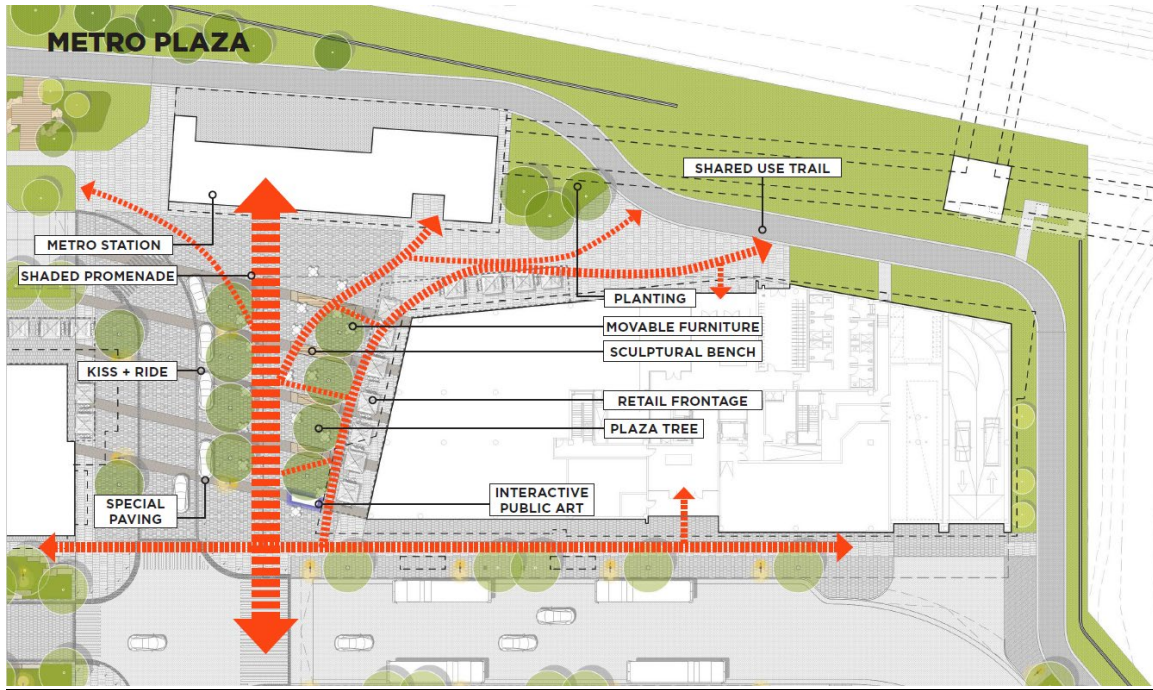 METRO PLAZA
SHARED USE TRAIL
METRO STATION
SHADED PROMENADE
PLANTING
MOVABLE FURNITURE
SCULPTURAL BENCH
KISS + RIDE
RETAIL FRONTAGE
PLAZA TREE
SPECIAL
PAVING
INTERACTIVE
PUBLIC ART